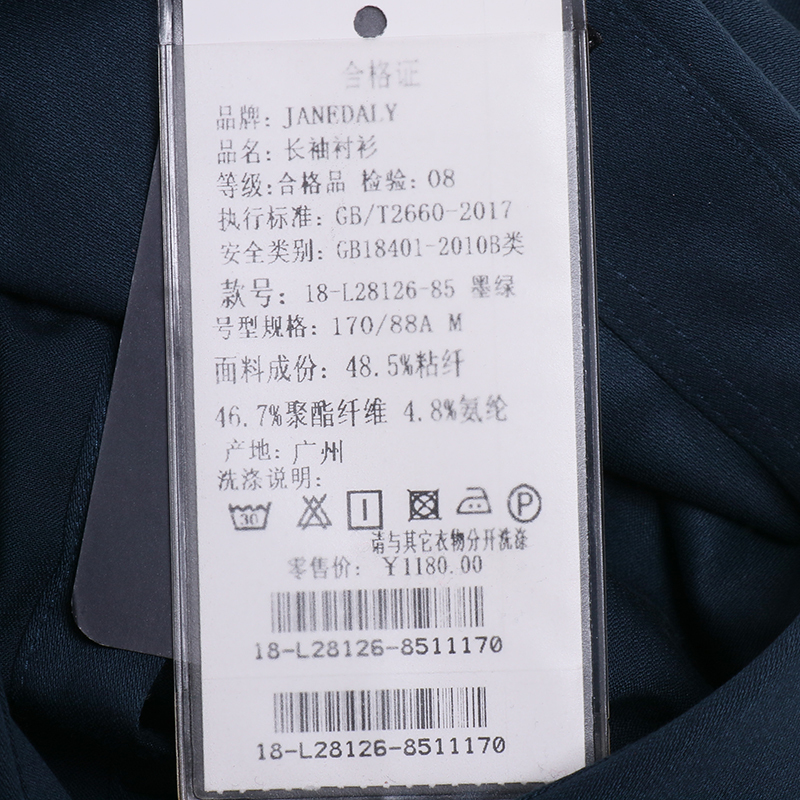 合格证
品牌: JANEDALY
品名: 长袖衬衫
等级:合格品 检验: 08
执行标准: GB/T2660-2017
安全类别: GB18401-2010B类
款号: 18-L28126-85 墨绿
号型规格: 170/88A M
面料成份: 48.5%粘纤
46.7%聚酯纤维 4.8%氨纶
产地: 广州
洗涤说明:
30 P
请与其它衣物分开洗涤
零售价: ¥1180.00
18-L28126-8511170
18-L28126-8511170